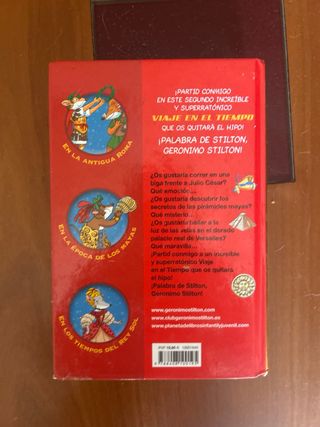 ¡PARTID CONMIGO
EN ESTE SEGUNDO INCREÍBLE
Y SUPERRATÓNICO
VIAJE EN EL TIEMPO
QUE OS QUITARÁ EL HIPO!
¡PALABRA DE STILTON,
GERONIMO STILTON!
EN LA ANTIGUA ROMA
¿Os gustaría correr en una
biga frente a Julio César?
Qué emoción...
¿Os gustaría descubrir los
secretos de las pirámides mayas?
Qué misterio...
¿Os gustaría bailar a la
luz de las velas en el dorado
palacio real de Versalles?
Qué maravilla...
¡Partid conmigo a un increíble
y superratónico Viaje
en el Tiempo que os quitará
el hipo!
¡Palabra de Stilton,
Geronimo Stilton!
EN LA ÉPOCA DE LOS MAYAS
EN LOS TIEMPOS DEL REY SOL
www.geronimostilton.com
www.clubgeronimostilton.es
www.planetadelibrosinfantilyjuvenil.com